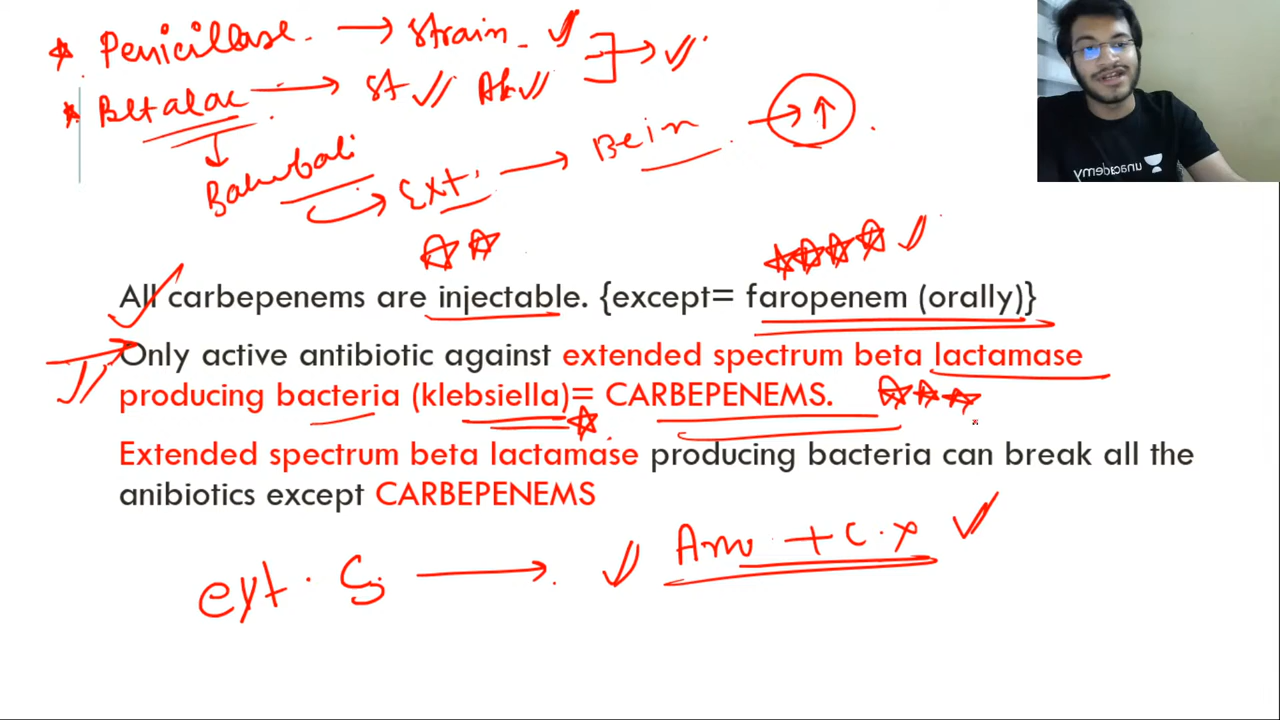 Penicillase → Strain
Betalac → St Ak
Bahubali
Ext. → Bein → ↑
All carbepenems are injectable. {except= faropenem (orally)}
Only active antibiotic against extended spectrum beta lactamase
producing bacteria (klebsiella)= CARBEPENEMS.
Extended spectrum beta lactamase producing bacteria can break all the
anibiotics except CARBEPENEMS
ext. S → Amo + C.
unacademy